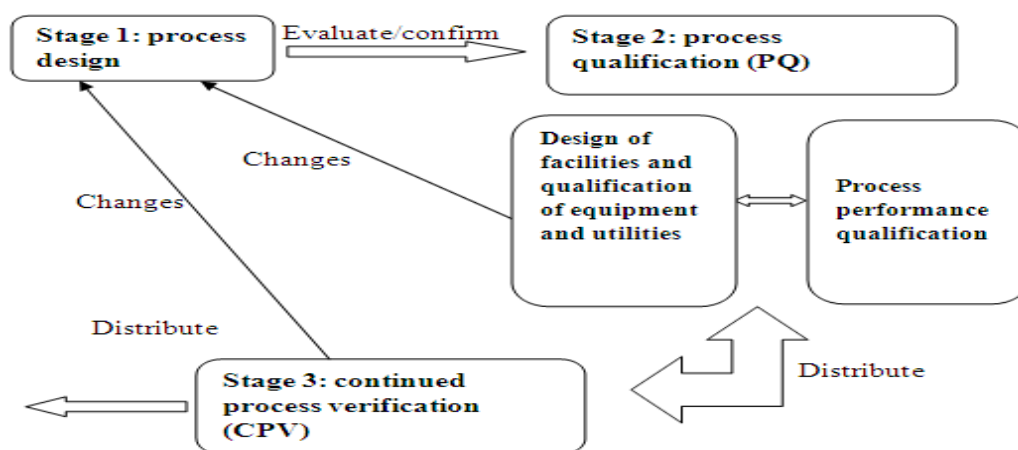 Stage 1: process
design
Evaluate/confirm
Stage 2: process
qualification (PQ)
Changes
Changes
Design of
facilities and
qualification
of equipment
and utilities
Process
performance
qualification
Distribute
Stage 3: continued
process verification
(CPV)
Distribute